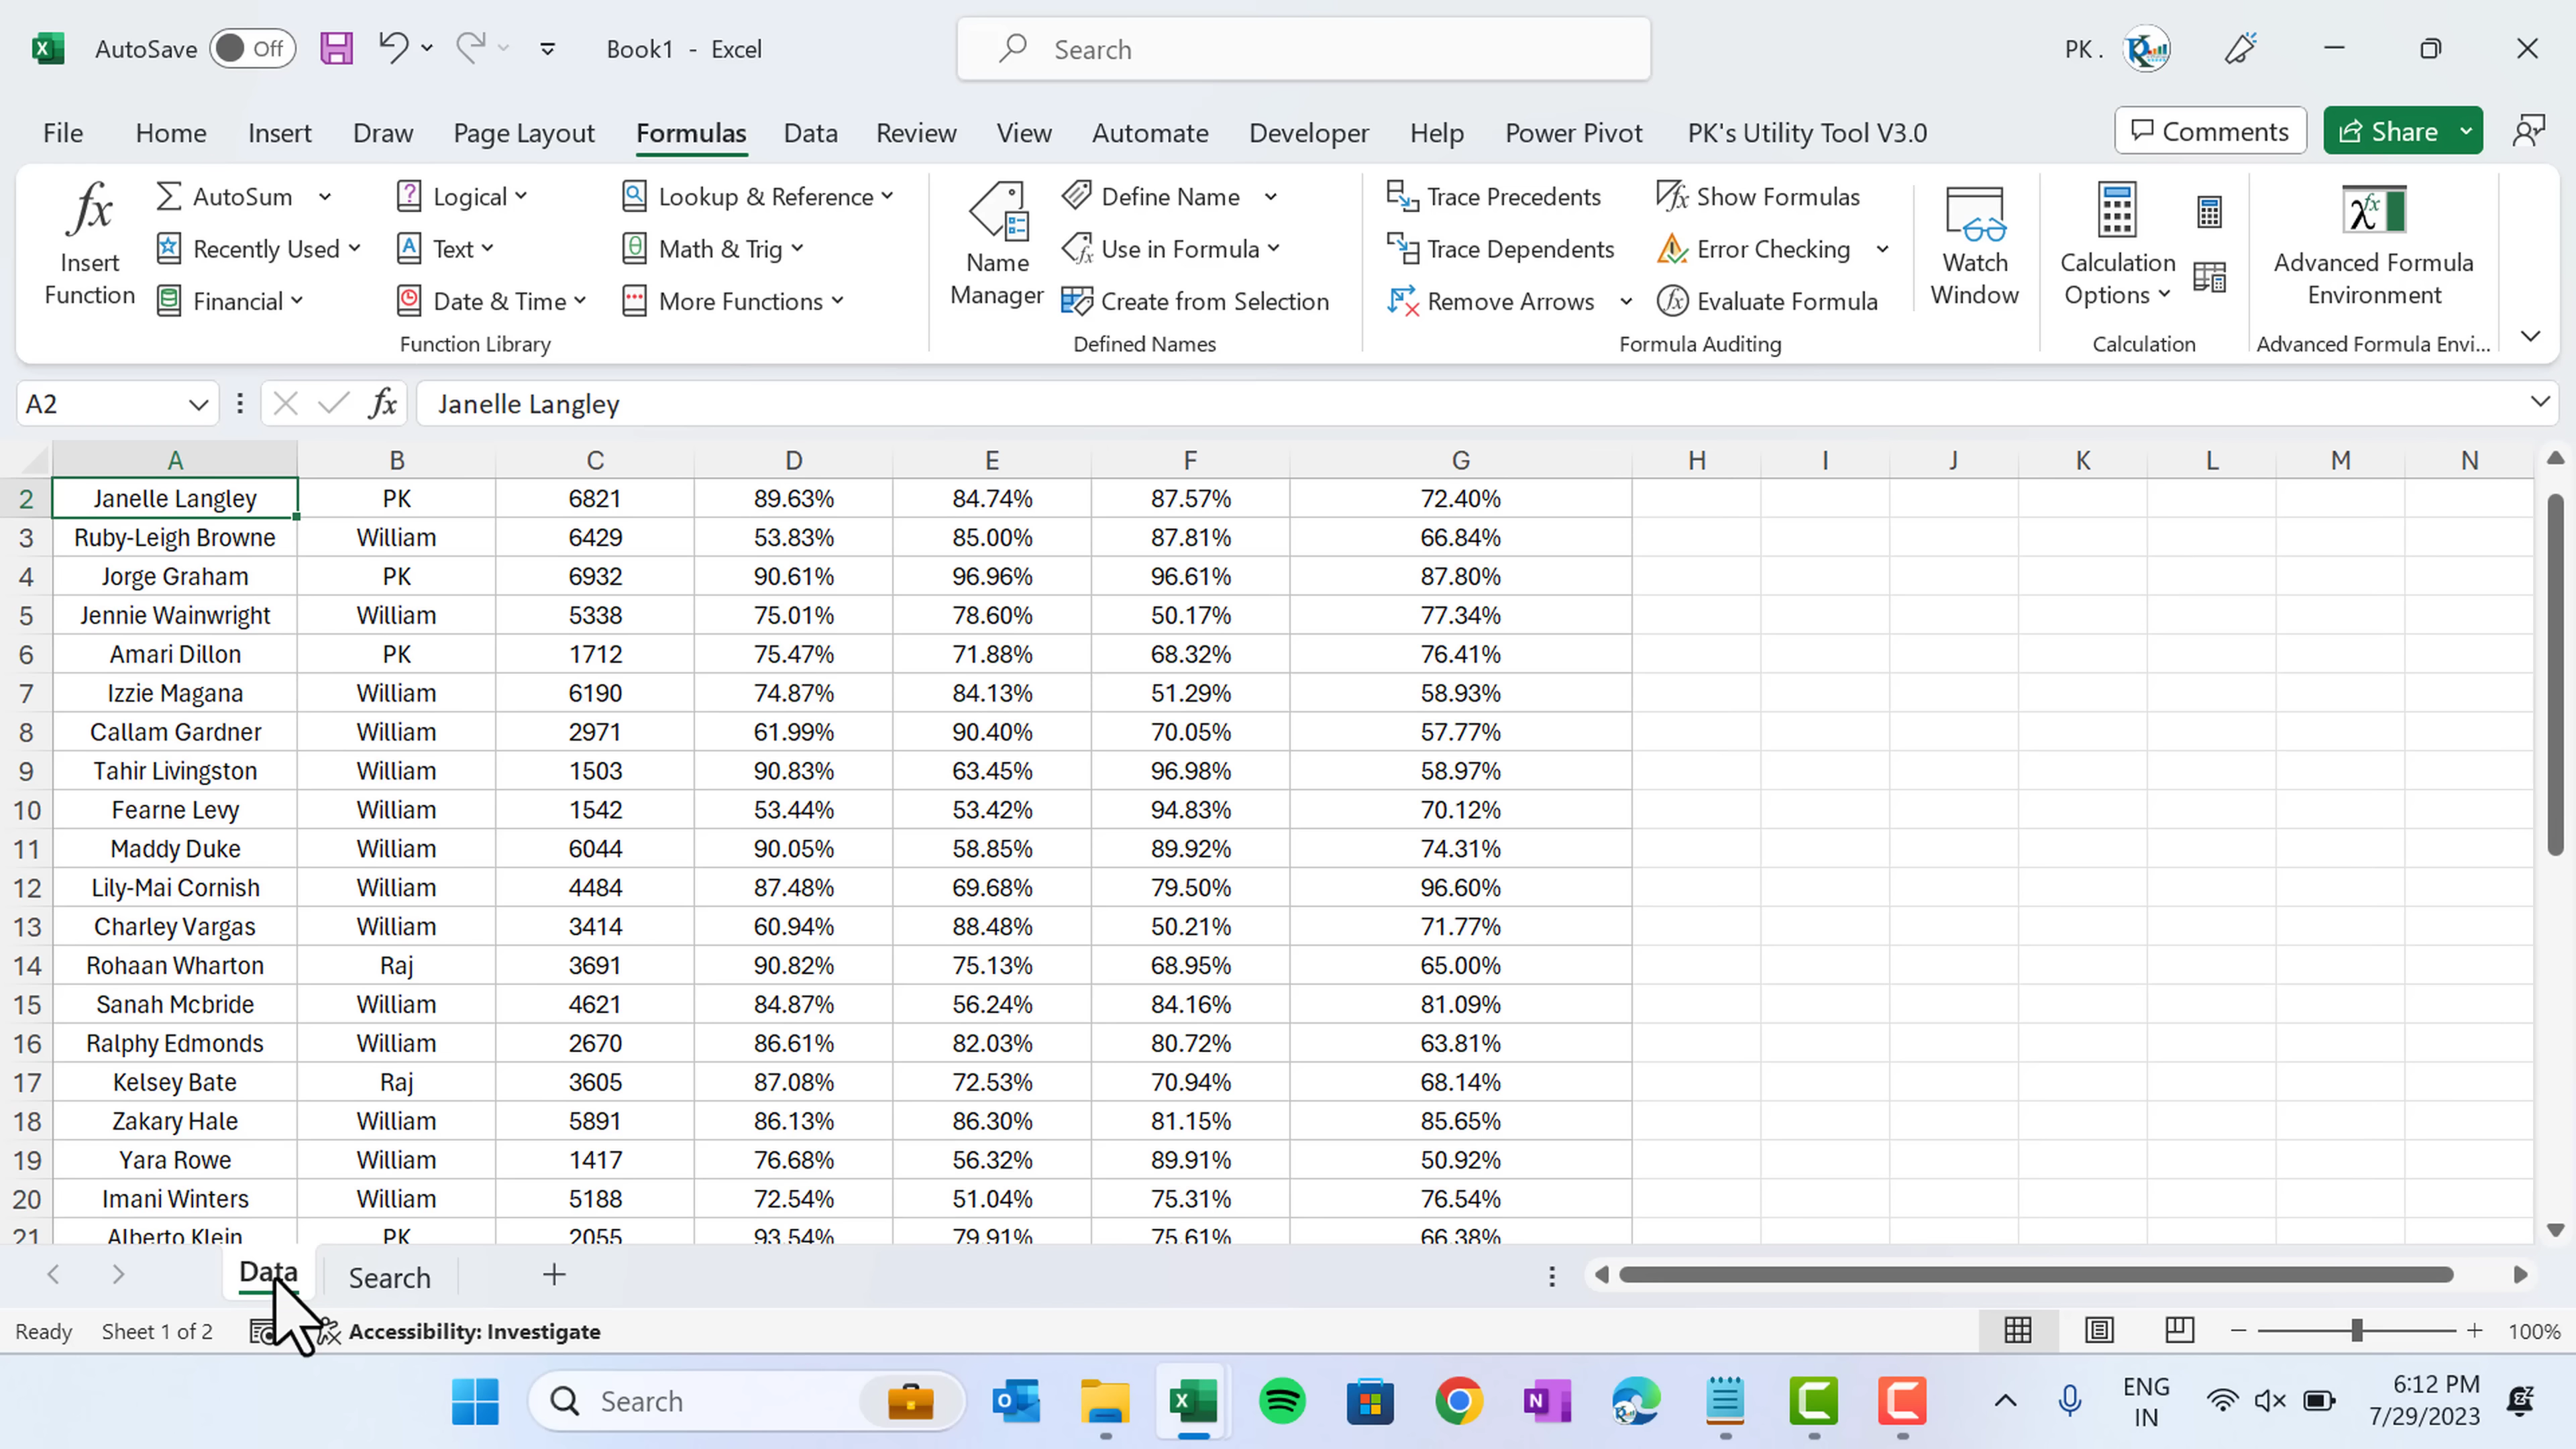 AutoSave Off Book1 - Excel Search PK .
File Home Insert Draw Page Layout Formulas Data Review View Automate Developer Help Power Pivot PK's Utility Tool V3.0 Comments Share
fx Insert Function
AutoSum
Recently Used
Financial
Logical
Text
Date & Time
Lookup & Reference
Math & Trig
More Functions
Function Library
Name Manager
Define Name
Use in Formula
Create from Selection
Defined Names
Trace Precedents
Trace Dependents
Remove Arrows
Show Formulas
Error Checking
Evaluate Formula
Formula Auditing
Watch Window
Calculation Options
Calculation
Advanced Formula Environment
Advanced Formula Envi...
A2 fx Janelle Langley
A B C D E F G H I J K L M N
2 Janelle Langley PK 6821 89.63% 84.74% 87.57% 72.40%
3 Ruby-Leigh Browne William 6429 53.83% 85.00% 87.81% 66.84%
4 Jorge Graham PK 6932 90.61% 96.96% 96.61% 87.80%
5 Jennie Wainwright William 5338 75.01% 78.60% 50.17% 77.34%
6 Amari Dillon PK 1712 75.47% 71.88% 68.32% 76.41%
7 Izzie Magana William 6190 74.87% 84.13% 51.29% 58.93%
8 Callam Gardner William 2971 61.99% 90.40% 70.05% 57.77%
9 Tahir Livingston William 1503 90.83% 63.45% 96.98% 58.97%
10 Fearne Levy William 1542 53.44% 53.42% 94.83% 70.12%
11 Maddy Duke William 6044 90.05% 58.85% 89.92% 74.31%
12 Lily-Mai Cornish William 4484 87.48% 69.68% 79.50% 96.60%
13 Charley Vargas William 3414 60.94% 88.48% 50.21% 71.77%
14 Rohaan Wharton Raj 3691 90.82% 75.13% 68.95% 65.00%
15 Sanah Mcbride William 4621 84.87% 56.24% 84.16% 81.09%
16 Ralphy Edmonds William 2670 86.61% 82.03% 80.72% 63.81%
17 Kelsey Bate Raj 3605 87.08% 72.53% 70.94% 68.14%
18 Zakary Hale William 5891 86.13% 86.30% 81.15% 85.65%
19 Yara Rowe William 1417 76.68% 56.32% 89.91% 50.92%
20 Imani Winters William 5188 72.54% 51.04% 75.31% 76.54%
21 Alberto Klein PK 2055 93.54% 79.91% 75.61% 66.38%
Data Search
Ready Sheet 1 of 2 Accessibility: Investigate 100%
Search ENG IN 6:12 PM 7/29/2023